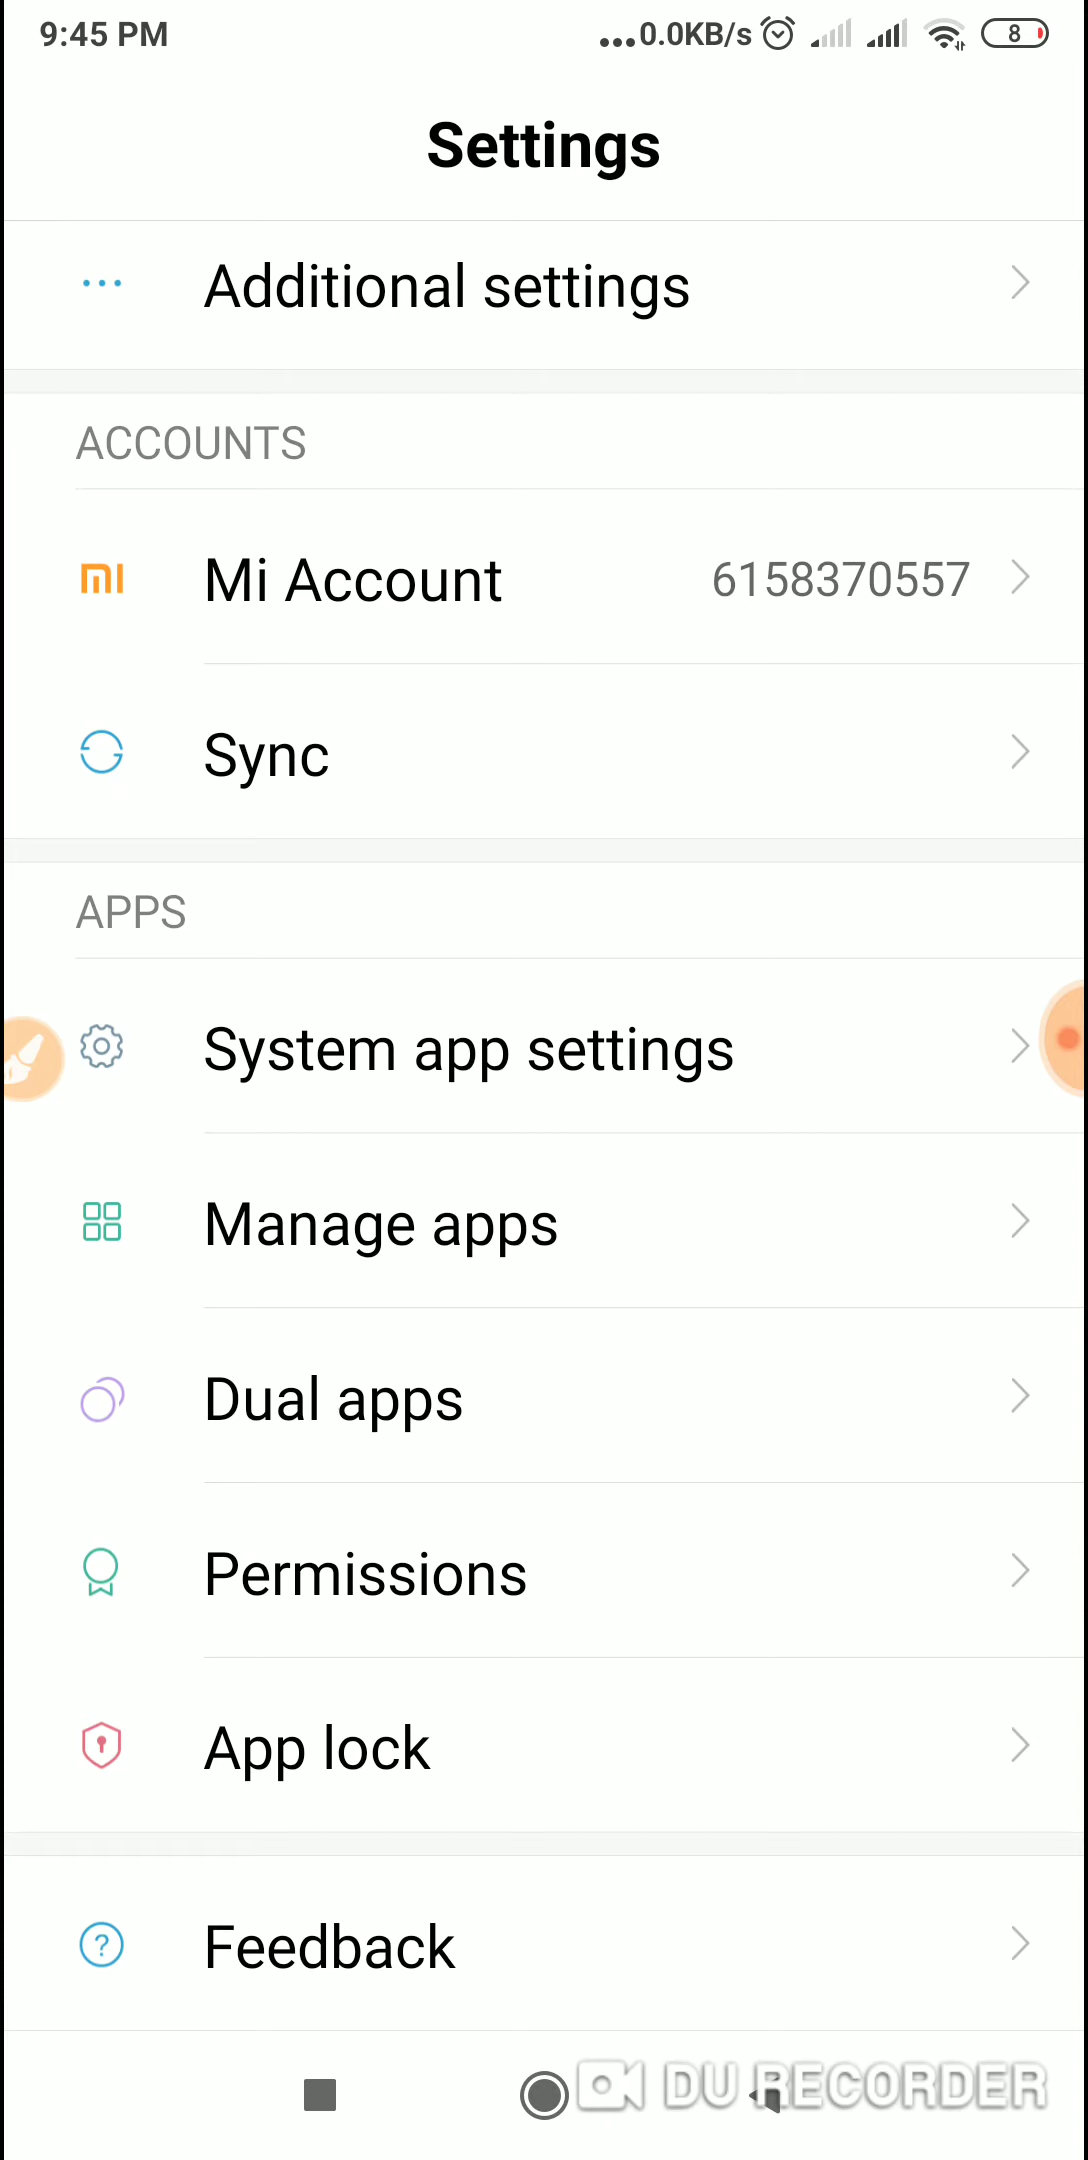 9:45 PM ...0.0KB/s 8
Settings
Additional settings
ACCOUNTS
Mi Account 6158370557
Sync
APPS
System app settings
Manage apps
Dual apps
Permissions
App lock
Feedback
DU RECORDER